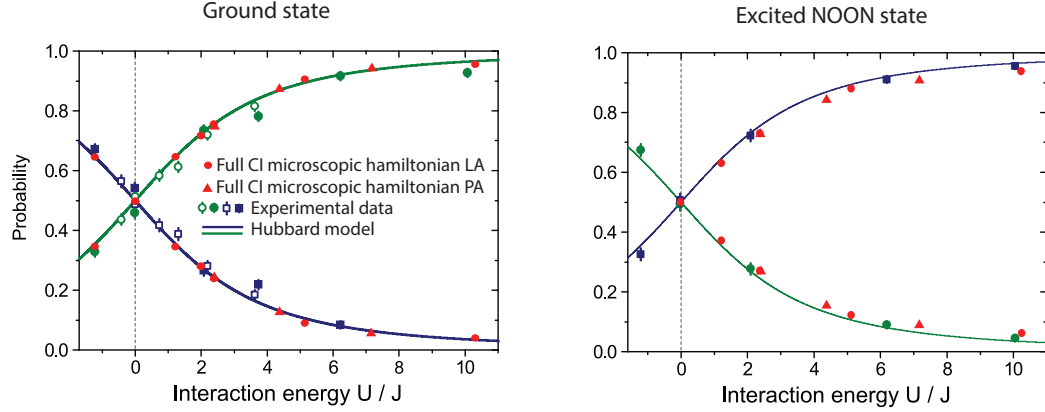 Ground state
Excited NOON state
1.0
0.8
0.6
0.4
0.2
0.0
Probability
Full CI microscopic hamiltonian LA
Full CI microscopic hamiltonian PA
Experimental data
Hubbard model
0 2 4 6 8 10
Interaction energy U / J
1.0
0.8
0.6
0.4
0.2
0.0
0 2 4 6 8 10
Interaction energy U / J